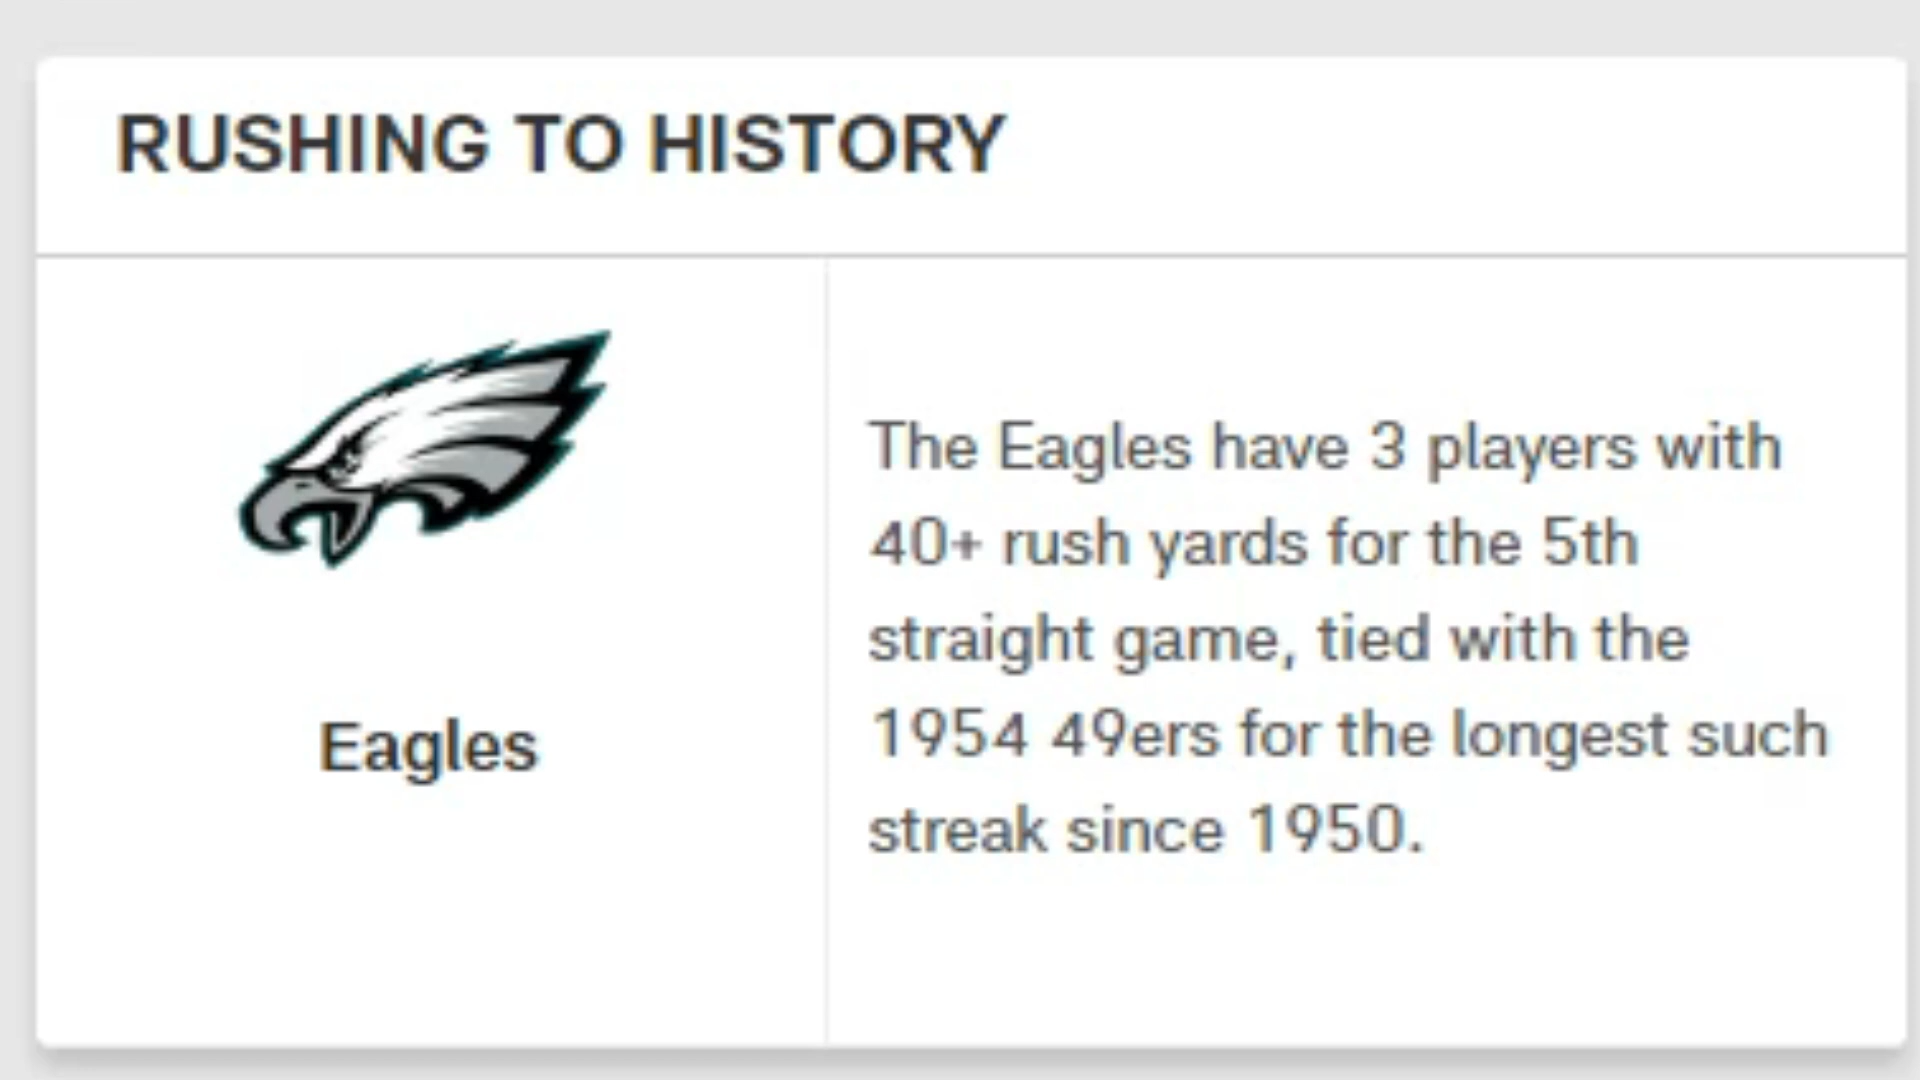 RUSHING TO HISTORY
Eagles
The Eagles have 3 players with
40+ rush yards for the 5th
straight game, tied with the
1954 49ers for the longest such
streak since 1950.